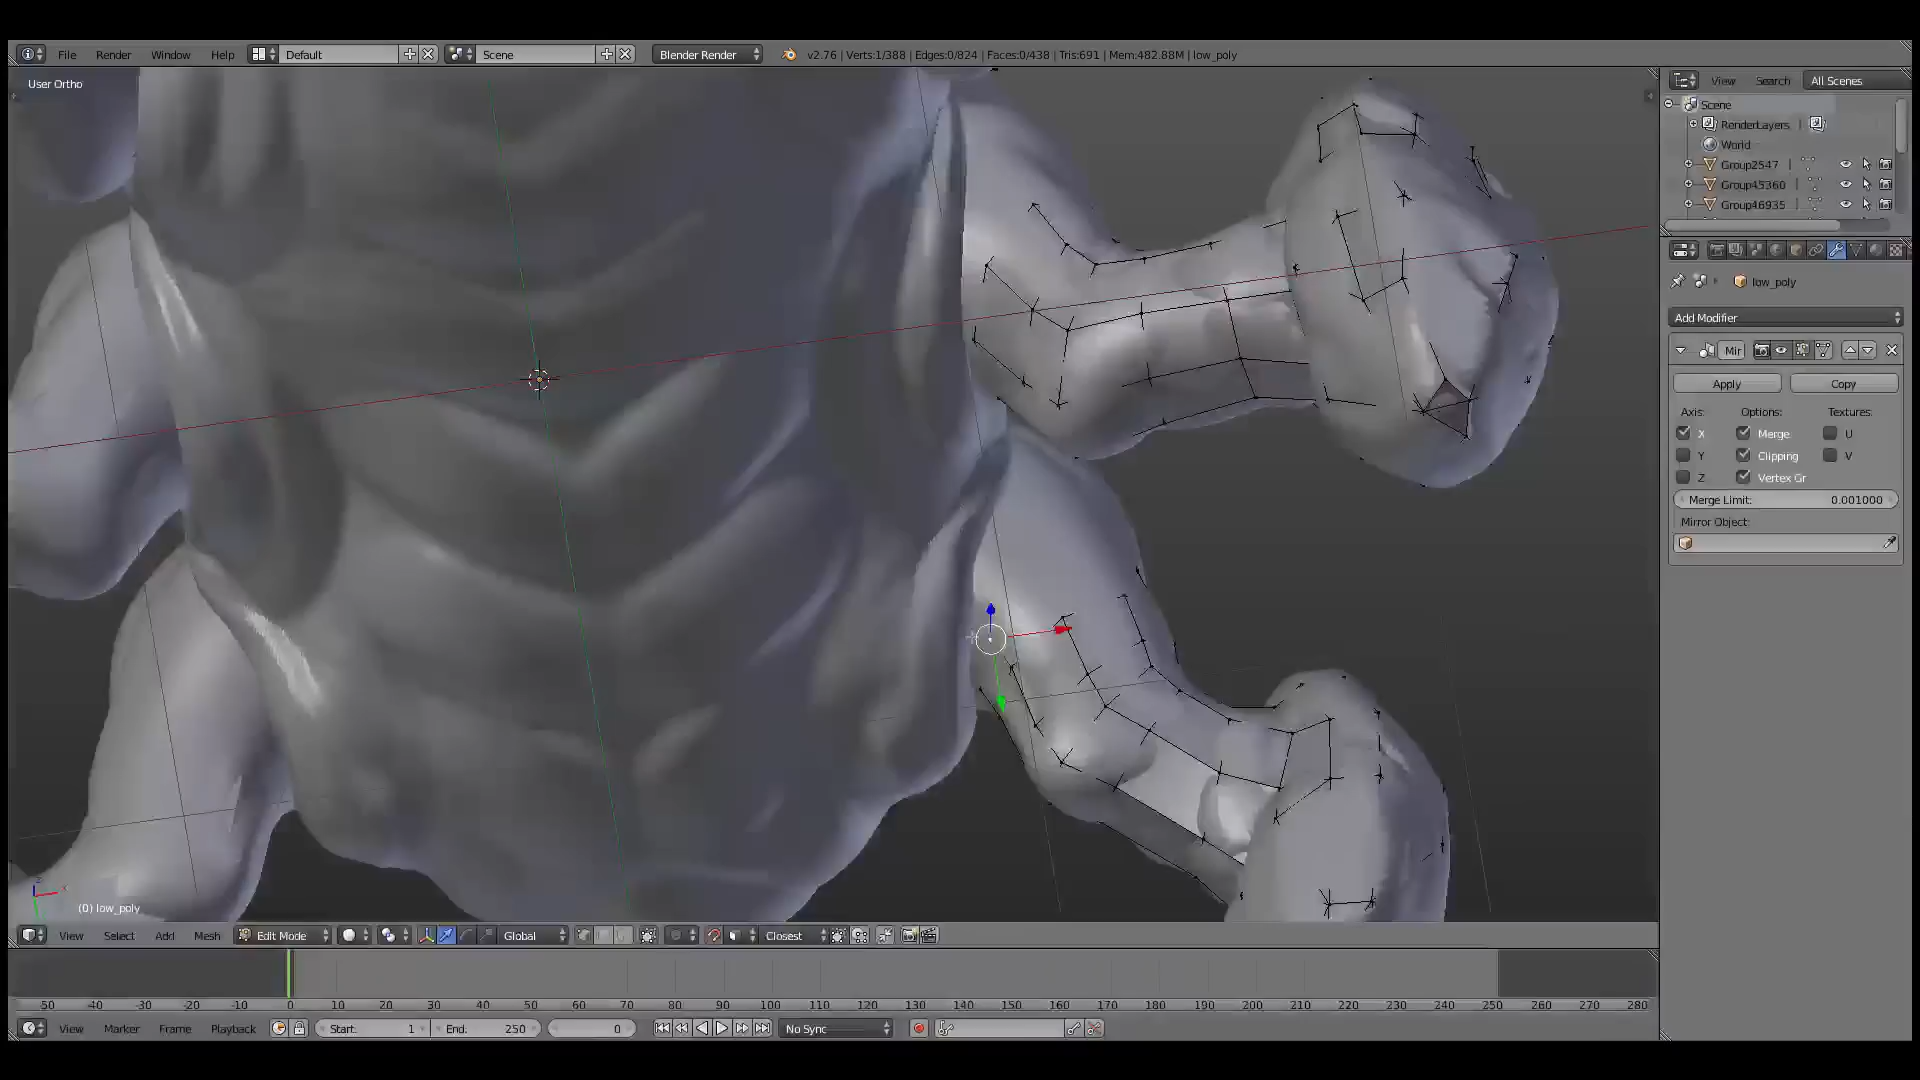 File Render Window Help Default Scene Blender Render v2.76 | Verts:1/388 | Edges:0/824 | Faces:0/438 | Tris:691 | Mem:482.88M | low_poly
User Ortho
View Search All Scenes
Scene
RenderLayers
World
Group2547
Group45360
Group46935
low_poly
Add Modifier
Mir
Apply Copy
Axis: Options: Textures:
X Merge U
Y Clipping V
Z Vertex Gr
Merge Limit: 0.001000
Mirror Object:
(0) low_poly
View Select Add Mesh Edit Mode Global Closest
-50 -40 -30 -20 -10 0 10 20 30 40 50 60 70 80 90 100 110 120 130 140 150 160 170 180 190 200 210 220 230 240 250 260 270 280
View Marker Frame Playback Start: 1 End: 250 0 No Sync